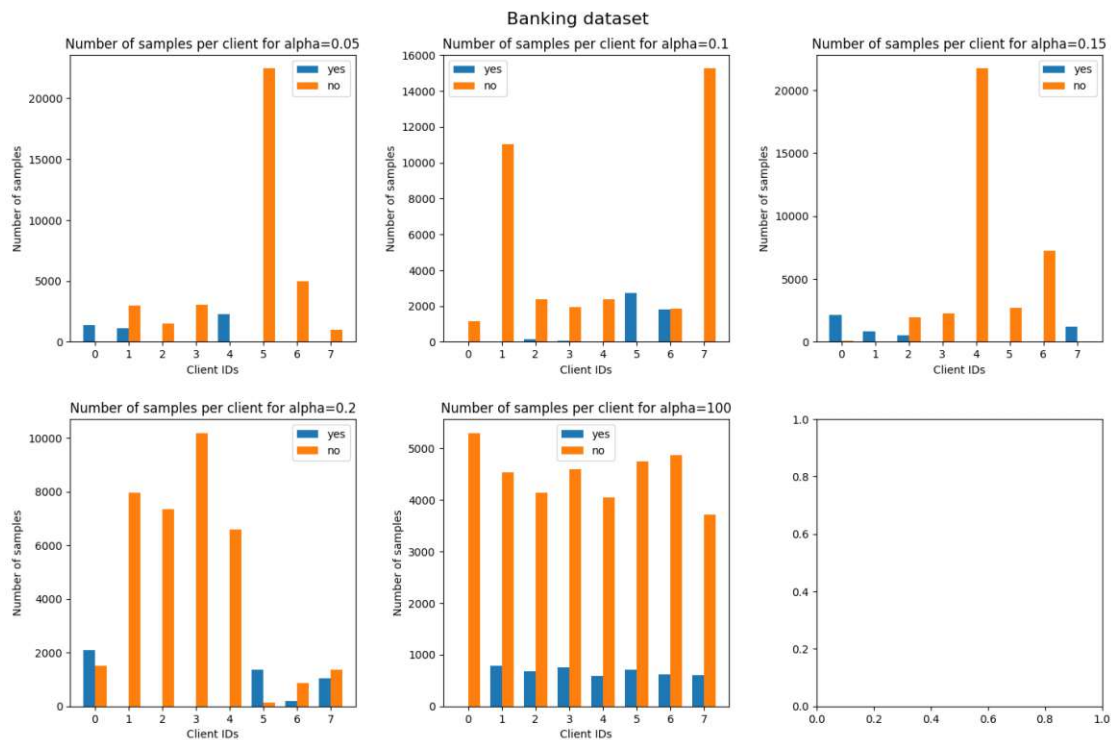 Banking dataset
Number of samples per client for alpha=0.05
yes
no
Number of samples
20000
15000
10000
5000
0
0 1 2 3 4 5 6 7
Client IDs
Number of samples per client for alpha=0.1
yes
no
Number of samples
16000
14000
12000
10000
8000
6000
4000
2000
0
0 1 2 3 4 5 6 7
Client IDs
Number of samples per client for alpha=0.15
yes
no
Number of samples
20000
15000
10000
5000
0
0 1 2 3 4 5 6 7
Client IDs
Number of samples per client for alpha=0.2
yes
no
Number of samples
10000
8000
6000
4000
2000
0
0 1 2 3 4 5 6 7
Client IDs
Number of samples per client for alpha=100
yes
no
Number of samples
5000
4000
3000
2000
1000
0
0 1 2 3 4 5 6 7
Client IDs
1.0
0.8
0.6
0.4
0.2
0.0
0.0 0.2 0.4 0.6 0.8 1.0